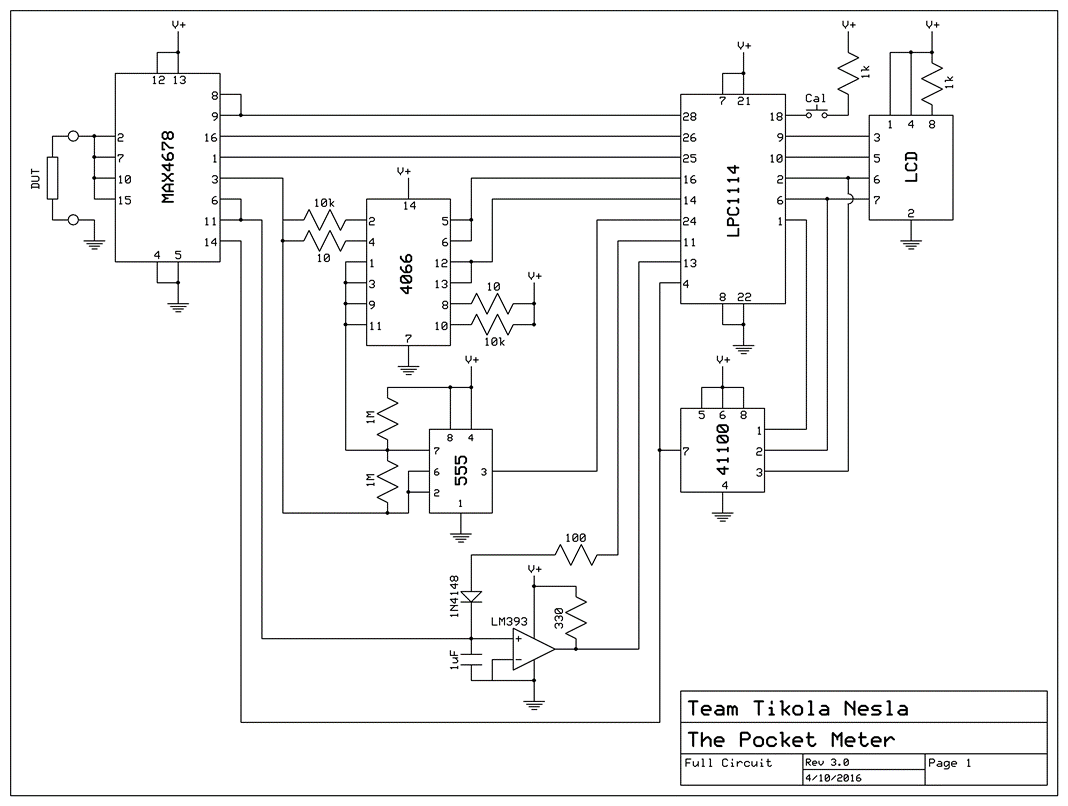 V+
12 13
MAX4678
8
9
16
1
3
6
11
14
2
7
10
15
4 5
DUT
V+
14
4066
2
4
1
3
9
11
5
6
12
13
8
10
7
10k
10
10
10k
V+
V+
7 21
LPC1114
28
26
25
16
14
24
11
13
4
18
9
10
2
6
1
8 22
Cal
V+
1k
V+
1k
1 4 8
LCD
3
5
6
7
2
V+
8 4
555
7
6
2
3
1
1M
1M
V+
5 6 8
41100
7
1
2
3
4
100
1N4148
V+
LM393
+
-
330
1uF
Team Tikola Nesla
The Pocket Meter
Full Circuit
Rev 3.0
4/10/2016
Page 1